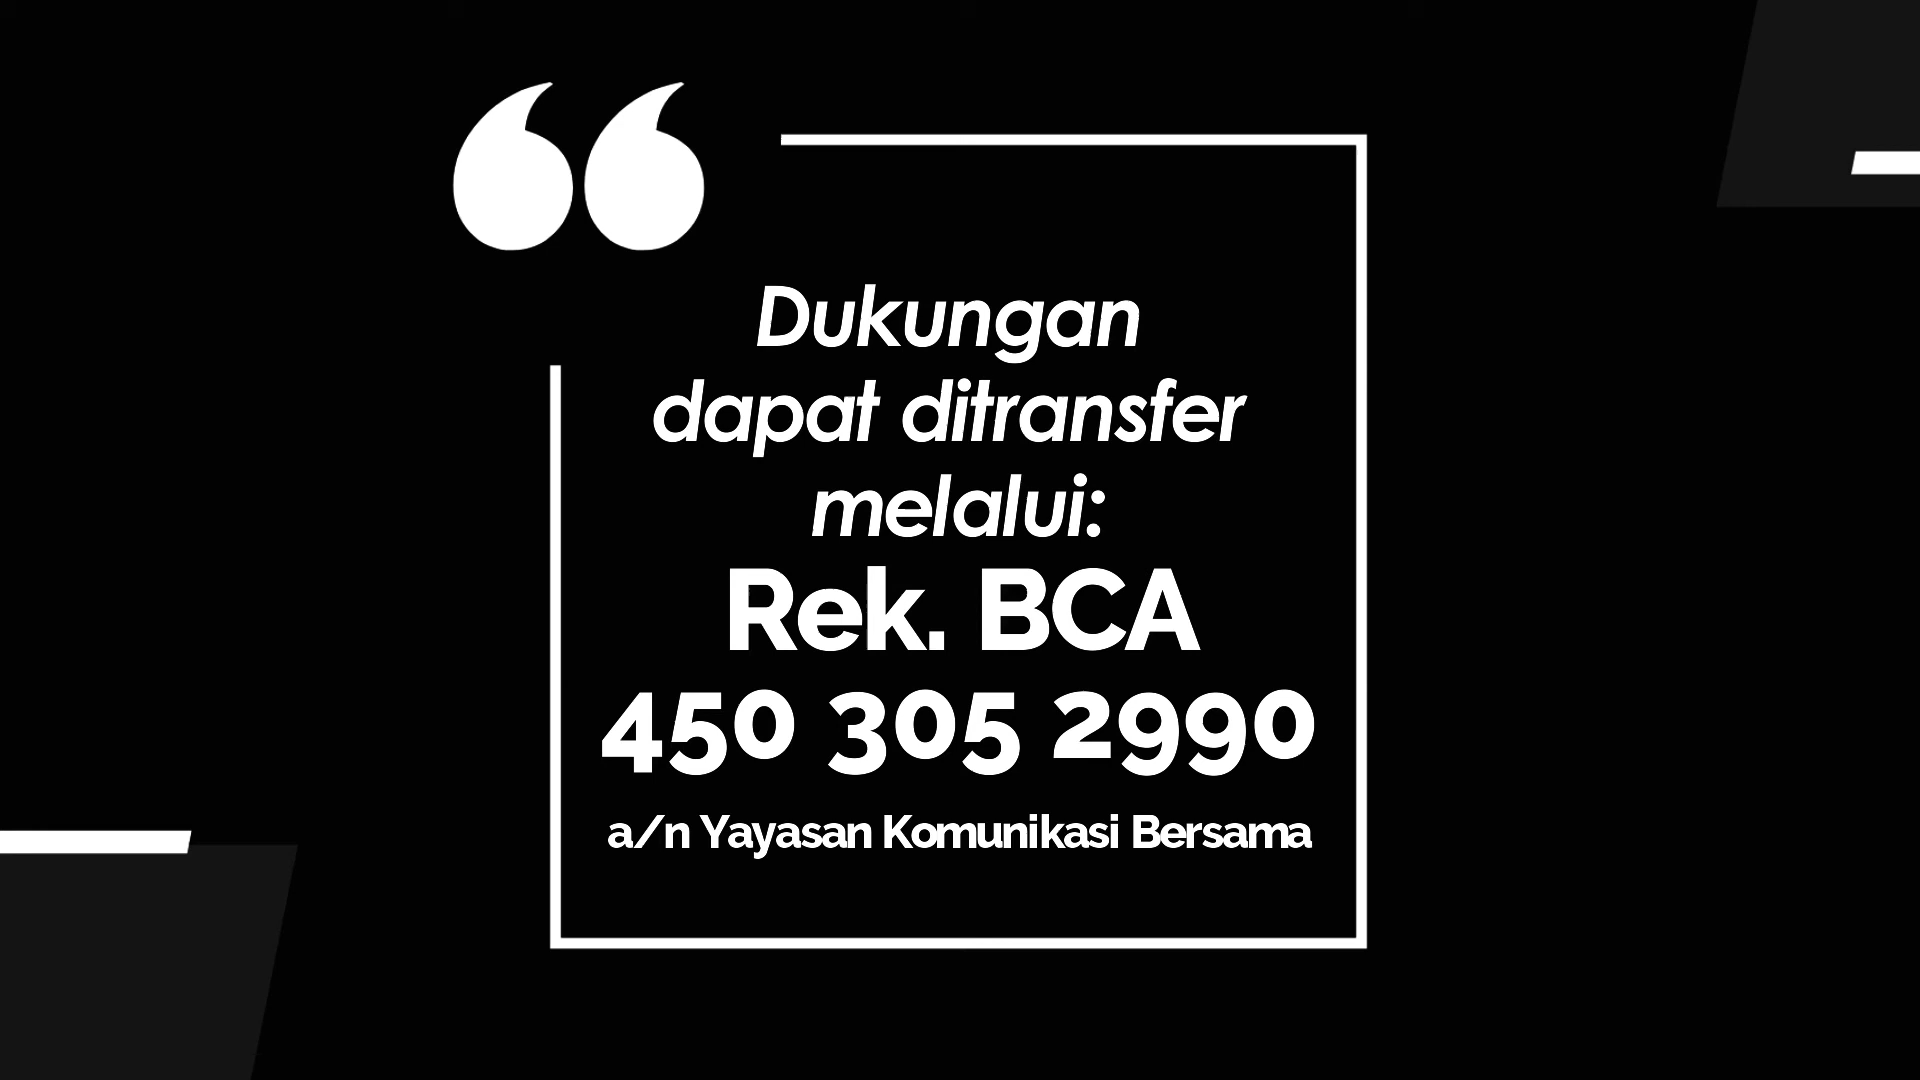 Dukungan
dapat ditransfer
melalui:
Rek. BCA
450 305 2990
a/n Yayasan Komunikasi Bersama